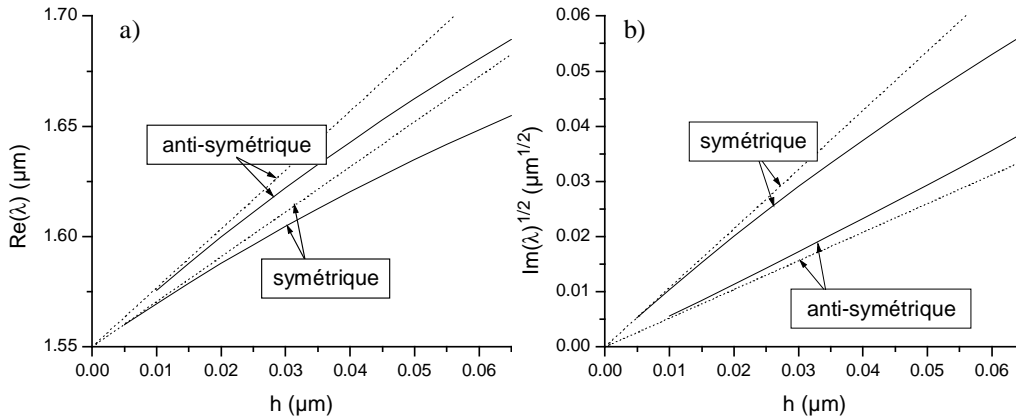 a)
1.70
1.65
1.60
1.55
Re(λ) (µm)
anti-symétrique
symétrique
0.00 0.01 0.02 0.03 0.04 0.05 0.06
h (µm)
b)
0.06
0.05
0.04
0.03
0.02
0.01
0.00
Im(λ)^{1/2} (µm^{1/2})
symétrique
anti-symétrique
0.00 0.01 0.02 0.03 0.04 0.05 0.06
h (µm)